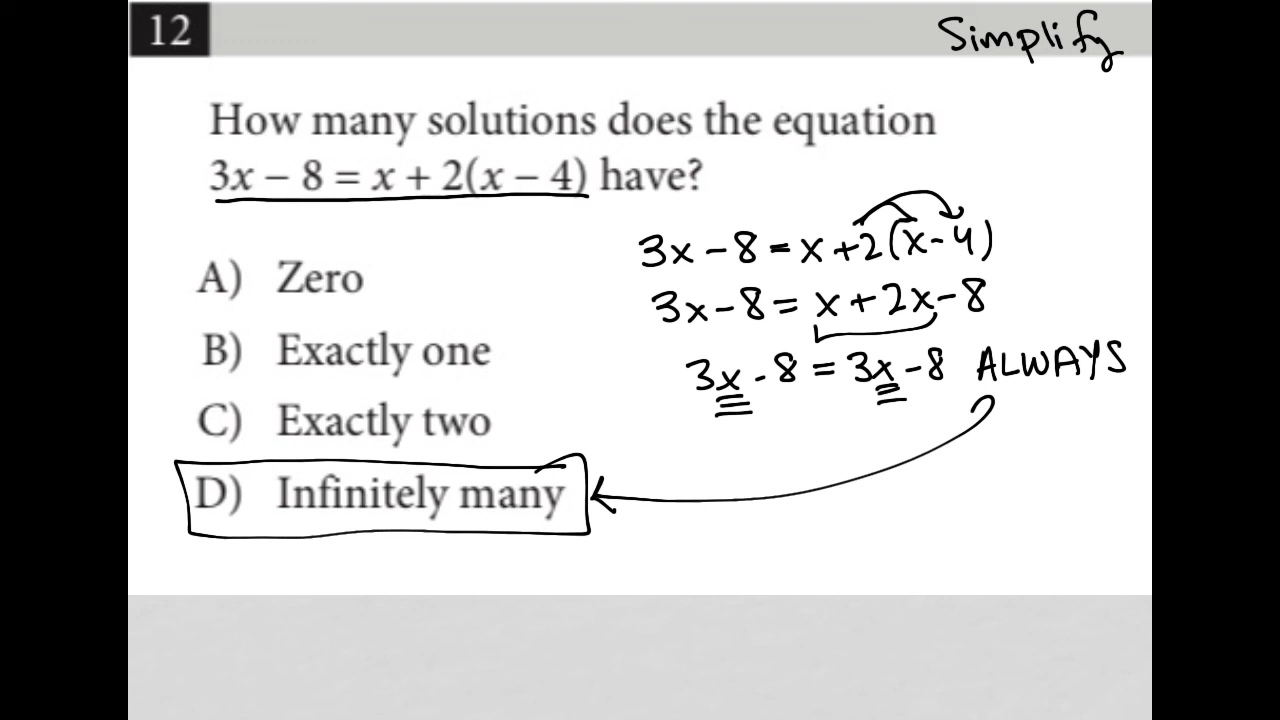 12
Simplify
How many solutions does the equation
3x − 8 = x + 2(x − 4) have?
3x − 8 = x + 2(x − 4)
3x − 8 = x + 2x − 8
3x - 8 = 3x - 8 ALWAYS
A) Zero
B) Exactly one
C) Exactly two
D) Infinitely many